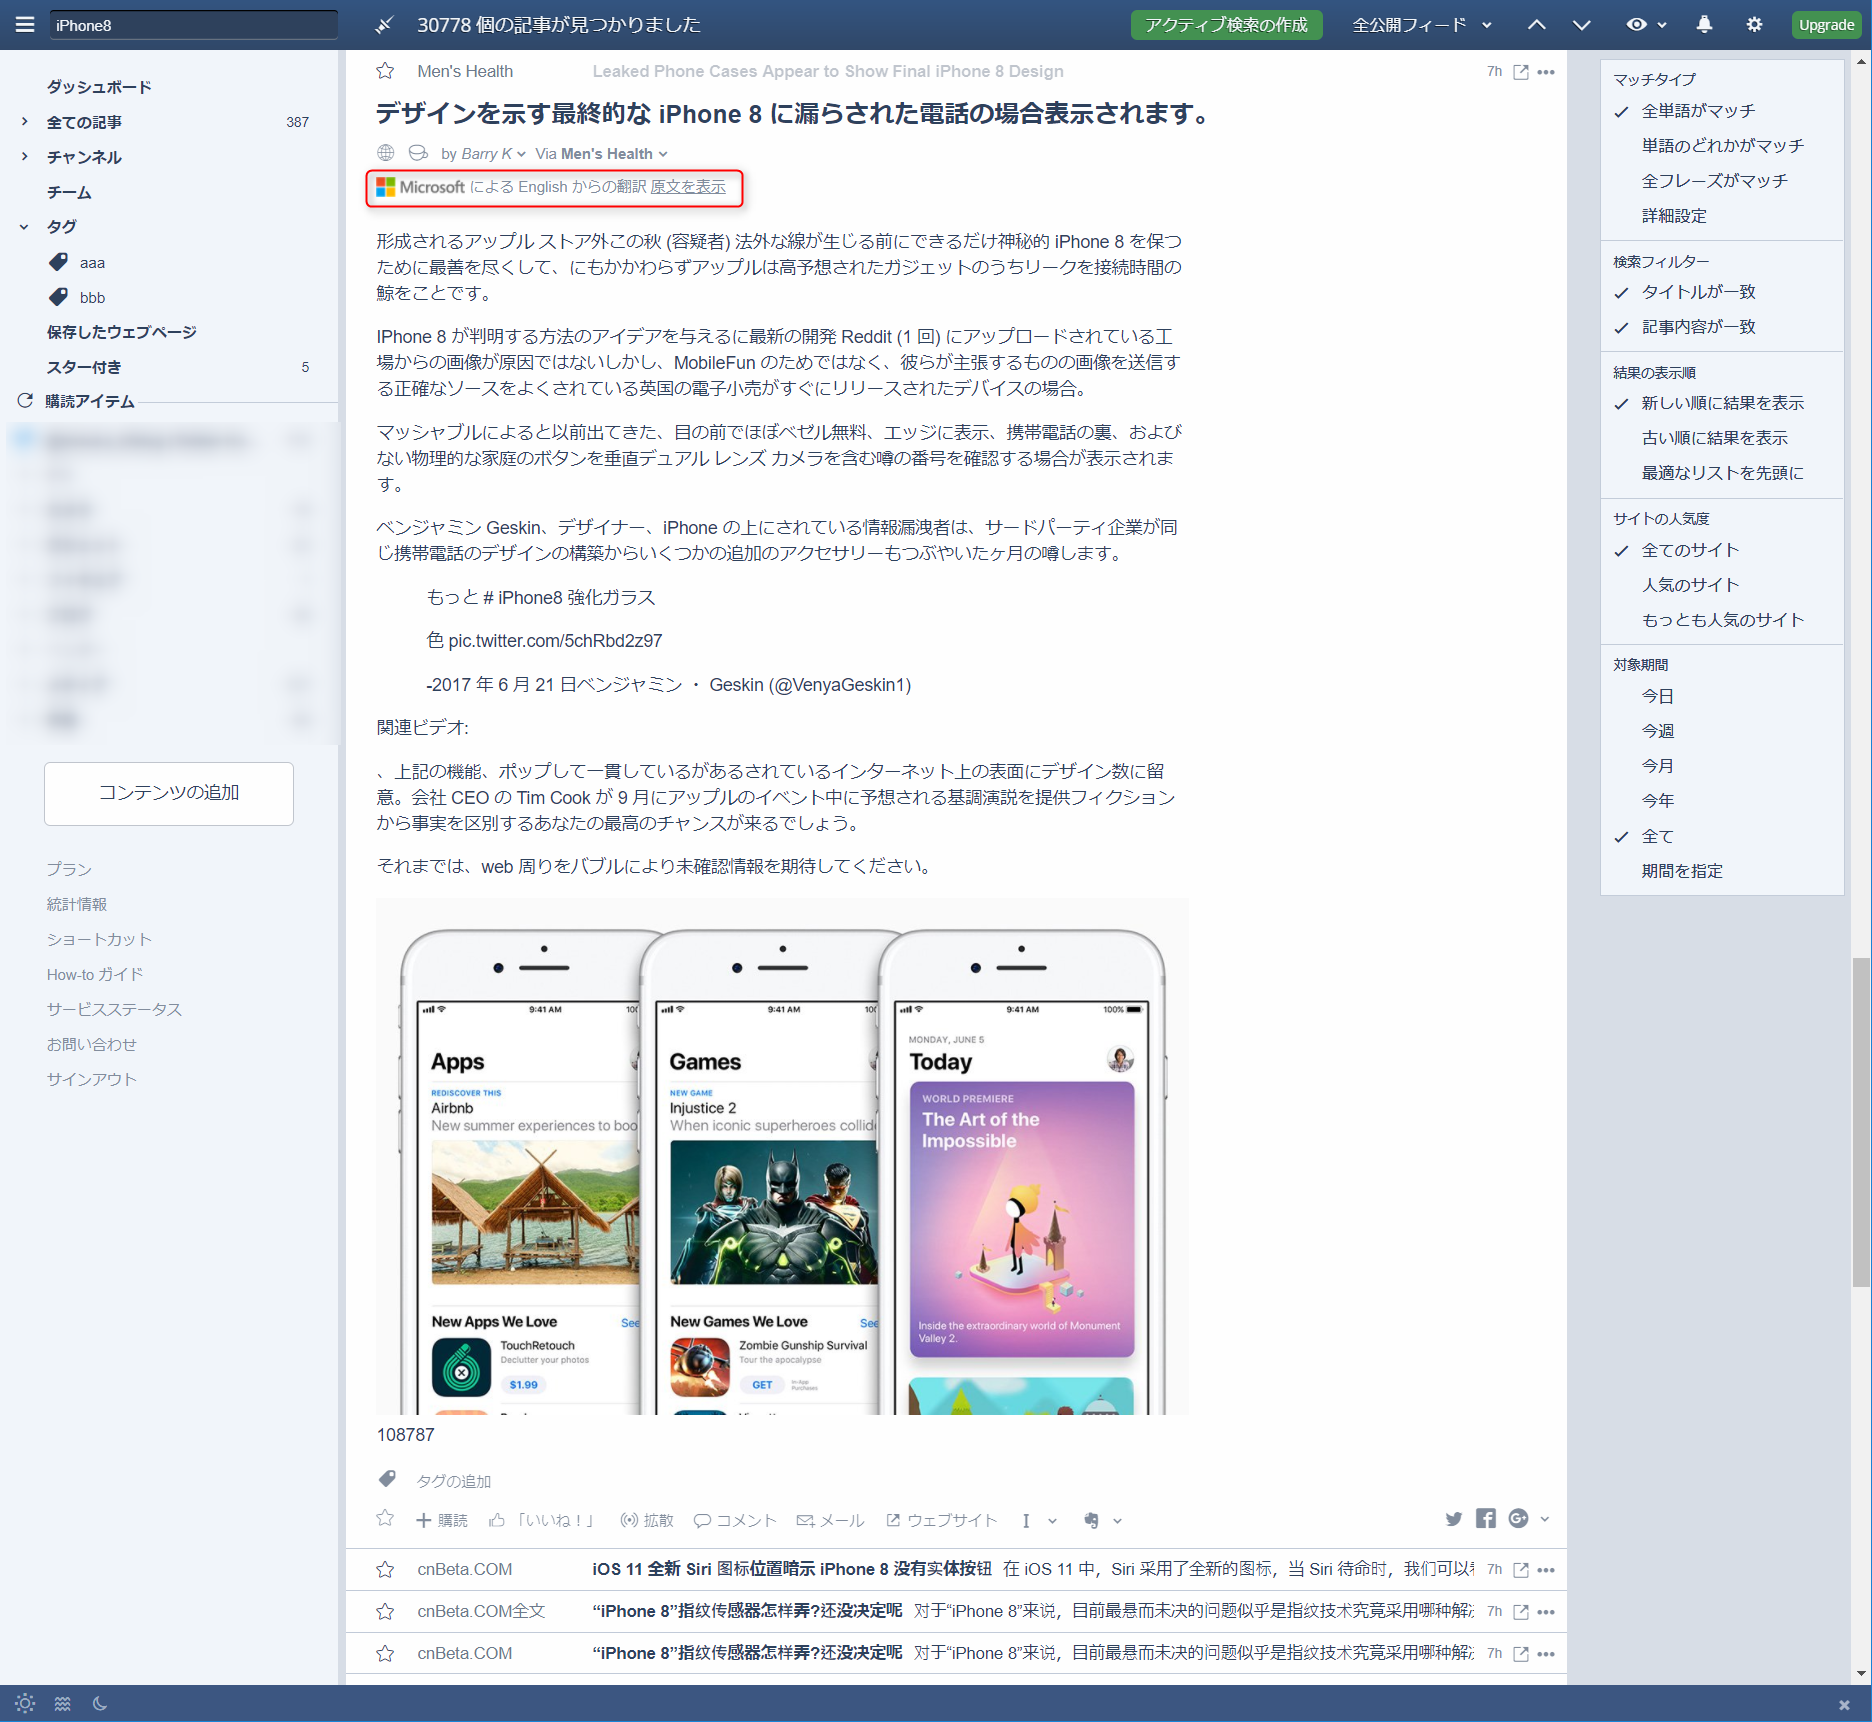 iPhone8
30778 個の記事が見つかりました
アクティブ検索の作成
全公開フィード
Upgrade
ダッシュボード
全ての記事 387
チャンネル
チーム
タグ
aaa
bbb
保存したウェブページ
スター付き 5
購読アイテム
コンテンツの追加
プラン
統計情報
ショートカット
How-to ガイド
サービスステータス
お問い合わせ
サインアウト
Men's Health Leaked Phone Cases Appear to Show Final iPhone 8 Design 7h
デザインを示す最終的な iPhone 8 に漏らされた電話の場合表示されます。
by Barry K Via Men's Health
Microsoft による English からの翻訳 原文を表示
形成されるアップル ストア外この秋 (容疑者) 法外な線が生じる前にできるだけ神秘的 iPhone 8 を保つ
ために最善を尽くして、にもかかわらずアップルは高予想されたガジェットのうちリークを接続時間の
鯨をことです。
IPhone 8 が判明する方法のアイデアを与えるに最新の開発 Reddit (1 回) にアップロードされている工
場からの画像が原因ではないしかし、MobileFun のためではなく、彼らが主張するものの画像を送信す
る正確なソースをよくされている英国の電子小売がすぐにリリースされたデバイスの場合。
マッシャブルによると以前出てきた、目の前でほぼベゼル無料、エッジに表示、携帯電話の裏、および
ない物理的な家庭のボタンを垂直デュアル レンズ カメラを含む噂の番号を確認する場合が表示されま
す。
ベンジャミン Geskin、デザイナー、iPhone の上にされている情報漏洩者は、サードパーティ企業が同
じ携帯電話のデザインの構築からいくつかの追加のアクセサリーもつぶやいたヶ月の噂します。
もっと # iPhone8 強化ガラス
色 pic.twitter.com/5chRbd2z97
-2017 年 6 月 21 日ベンジャミン ・ Geskin (@VenyaGeskin1)
関連ビデオ:
、上記の機能、ポップして一貫しているがあるされているインターネット上の表面にデザイン数に留
意。会社 CEO の Tim Cook が 9 月にアップルのイベント中に予想される基調演説を提供フィクション
から事実を区別するあなたの最高のチャンスが来るでしょう。
それまでは、web 周りをバブルにより未確認情報を期待してください。
9:41 AM 100
Apps
REDISCOVER THIS
Airbnb
New summer experiences to boo
New Apps We Love See
TouchRetouch
Declutter your photos
$1.99
9:41 AM 100
Games
NEW GAME
Injustice 2
When iconic superheroes collid
New Games We Love See
Zombie Gunship Survival
Tour the apocalypse
GET In-App
Purchases
9:41 AM 100%
MONDAY, JUNE 5
Today
WORLD PREMIERE
The Art of the
Impossible
Inside the extraordinary world of Monument
Valley 2.
108787
タグの追加
購読 「いいね！」 拡散 コメント メール ウェブサイト
cnBeta.COM iOS 11 全新 Siri 图标位置暗示 iPhone 8 没有实体按钮 在 iOS 11 中，Siri 采用了全新的图标，当 Siri 待命时，我们可以 7h
cnBeta.COM全文 “iPhone 8”指纹传感器怎样弄?还没决定呢 对于“iPhone 8”来说，目前最悬而未决的问题似乎是指纹技术究竟采用哪种解 7h
cnBeta.COM “iPhone 8”指纹传感器怎样弄?还没决定呢 对于“iPhone 8”来说，目前最悬而未决的问题似乎是指纹技术究竟采用哪种解 7h
マッチタイプ
全単語がマッチ
単語のどれかがマッチ
全フレーズがマッチ
詳細設定
検索フィルター
タイトルが一致
記事内容が一致
結果の表示順
新しい順に結果を表示
古い順に結果を表示
最適なリストを先頭に
サイトの人気度
全てのサイト
人気のサイト
もっとも人気のサイト
対象期間
今日
今週
今月
今年
全て
期間を指定